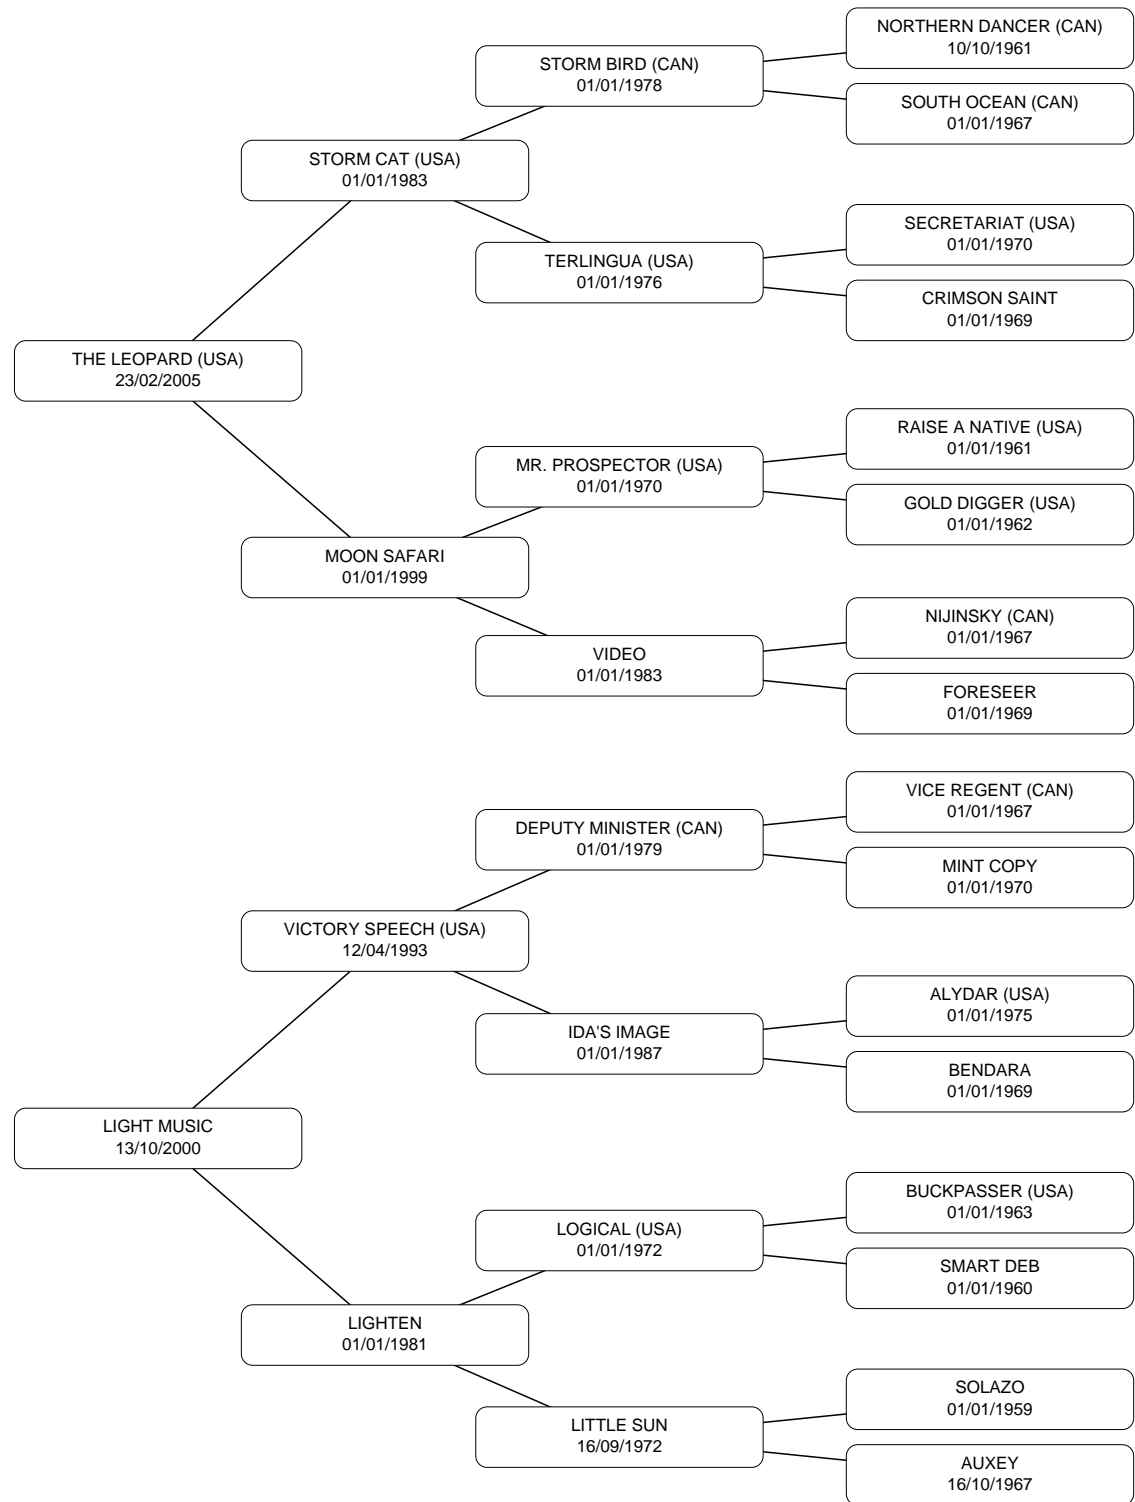 NORTHERN DANCER (CAN)
10/10/1961
STORM BIRD (CAN)
01/01/1978
SOUTH OCEAN (CAN)
01/01/1967
STORM CAT (USA)
01/01/1983
SECRETARIAT (USA)
01/01/1970
TERLINGUA (USA)
01/01/1976
CRIMSON SAINT
01/01/1969
THE LEOPARD (USA)
23/02/2005
RAISE A NATIVE (USA)
01/01/1961
MR. PROSPECTOR (USA)
01/01/1970
GOLD DIGGER (USA)
01/01/1962
MOON SAFARI
01/01/1999
NIJINSKY (CAN)
01/01/1967
VIDEO
01/01/1983
FORESEER
01/01/1969
VICE REGENT (CAN)
01/01/1967
DEPUTY MINISTER (CAN)
01/01/1979
MINT COPY
01/01/1970
VICTORY SPEECH (USA)
12/04/1993
ALYDAR (USA)
01/01/1975
IDA'S IMAGE
01/01/1987
BENDARA
01/01/1969
LIGHT MUSIC
13/10/2000
BUCKPASSER (USA)
01/01/1963
LOGICAL (USA)
01/01/1972
SMART DEB
01/01/1960
LIGHTEN
01/01/1981
SOLAZO
01/01/1959
LITTLE SUN
16/09/1972
AUXEY
16/10/1967